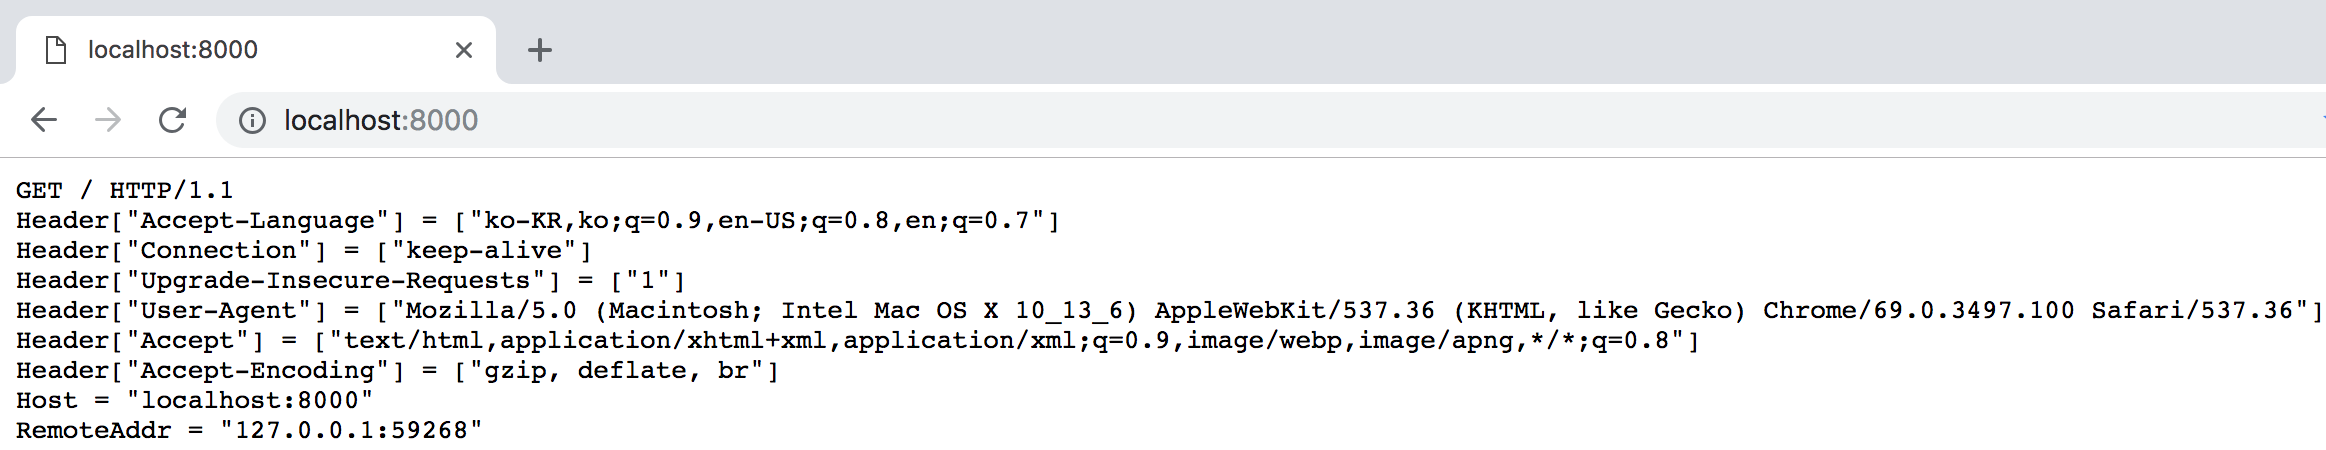 localhost:8000
localhost:8000
GET / HTTP/1.1
Header["Accept-Language"] = ["ko-KR,ko;q=0.9,en-US;q=0.8,en;q=0.7"]
Header["Connection"] = ["keep-alive"]
Header["Upgrade-Insecure-Requests"] = ["1"]
Header["User-Agent"] = ["Mozilla/5.0 (Macintosh; Intel Mac OS X 10_13_6) AppleWebKit/537.36 (KHTML, like Gecko) Chrome/69.0.3497.100 Safari/537.36"]
Header["Accept"] = ["text/html,application/xhtml+xml,application/xml;q=0.9,image/webp,image/apng,*/*;q=0.8"]
Header["Accept-Encoding"] = ["gzip, deflate, br"]
Host = "localhost:8000"
RemoteAddr = "127.0.0.1:59268"